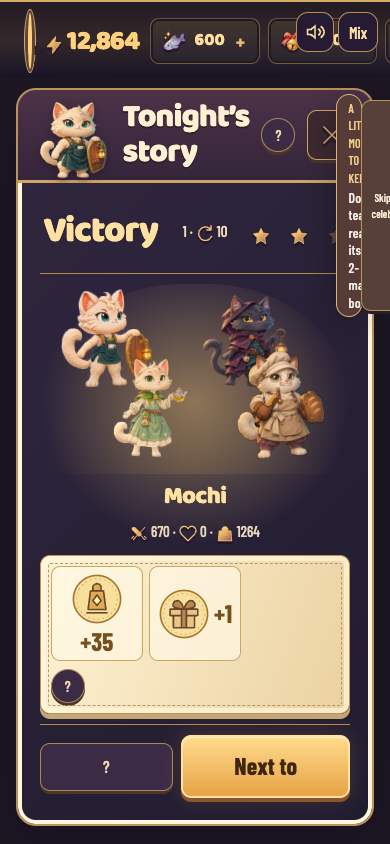 12,864
600 +
Mix
Tonight's
story
?
A
LIT
MO
TO
KE
Do
tea
rea
its
2-
ma
bo
Skip
celeb
Victory
1 · 10
Mochi
670 · 0 · 1264
+35
+1
?
?
Next to